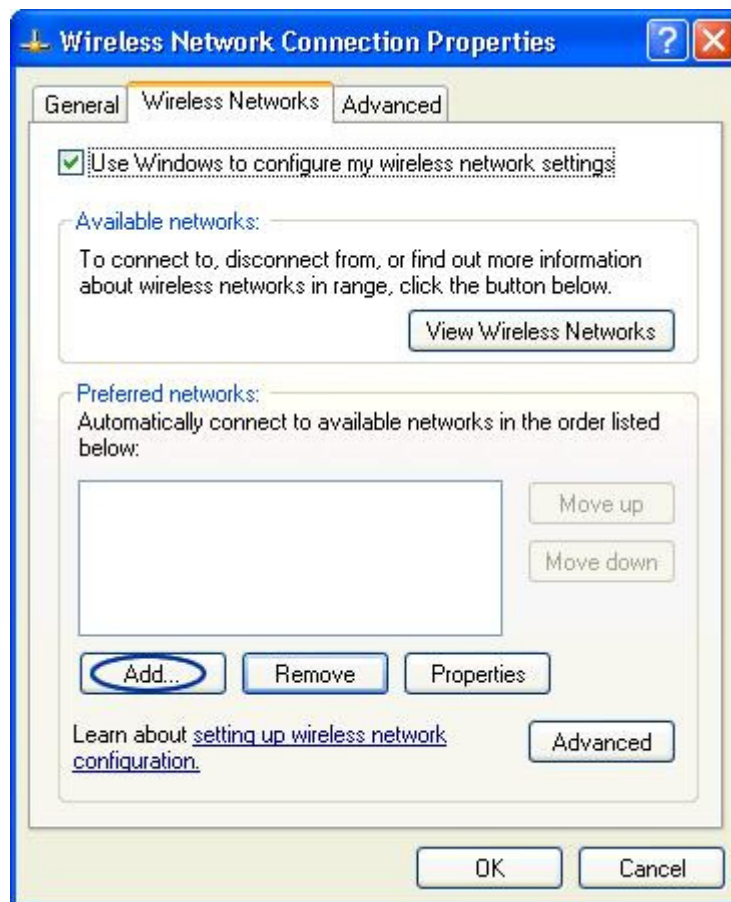 Wireless Network Connection Properties
General Wireless Networks Advanced
Use Windows to configure my wireless network settings
Available networks:
To connect to, disconnect from, or find out more information
about wireless networks in range, click the button below.
View Wireless Networks
Preferred networks:
Automatically connect to available networks in the order listed
below:
Move up
Move down
Add...  Remove Properties
Learn about setting up wireless network
configuration.
Advanced
OK Cancel